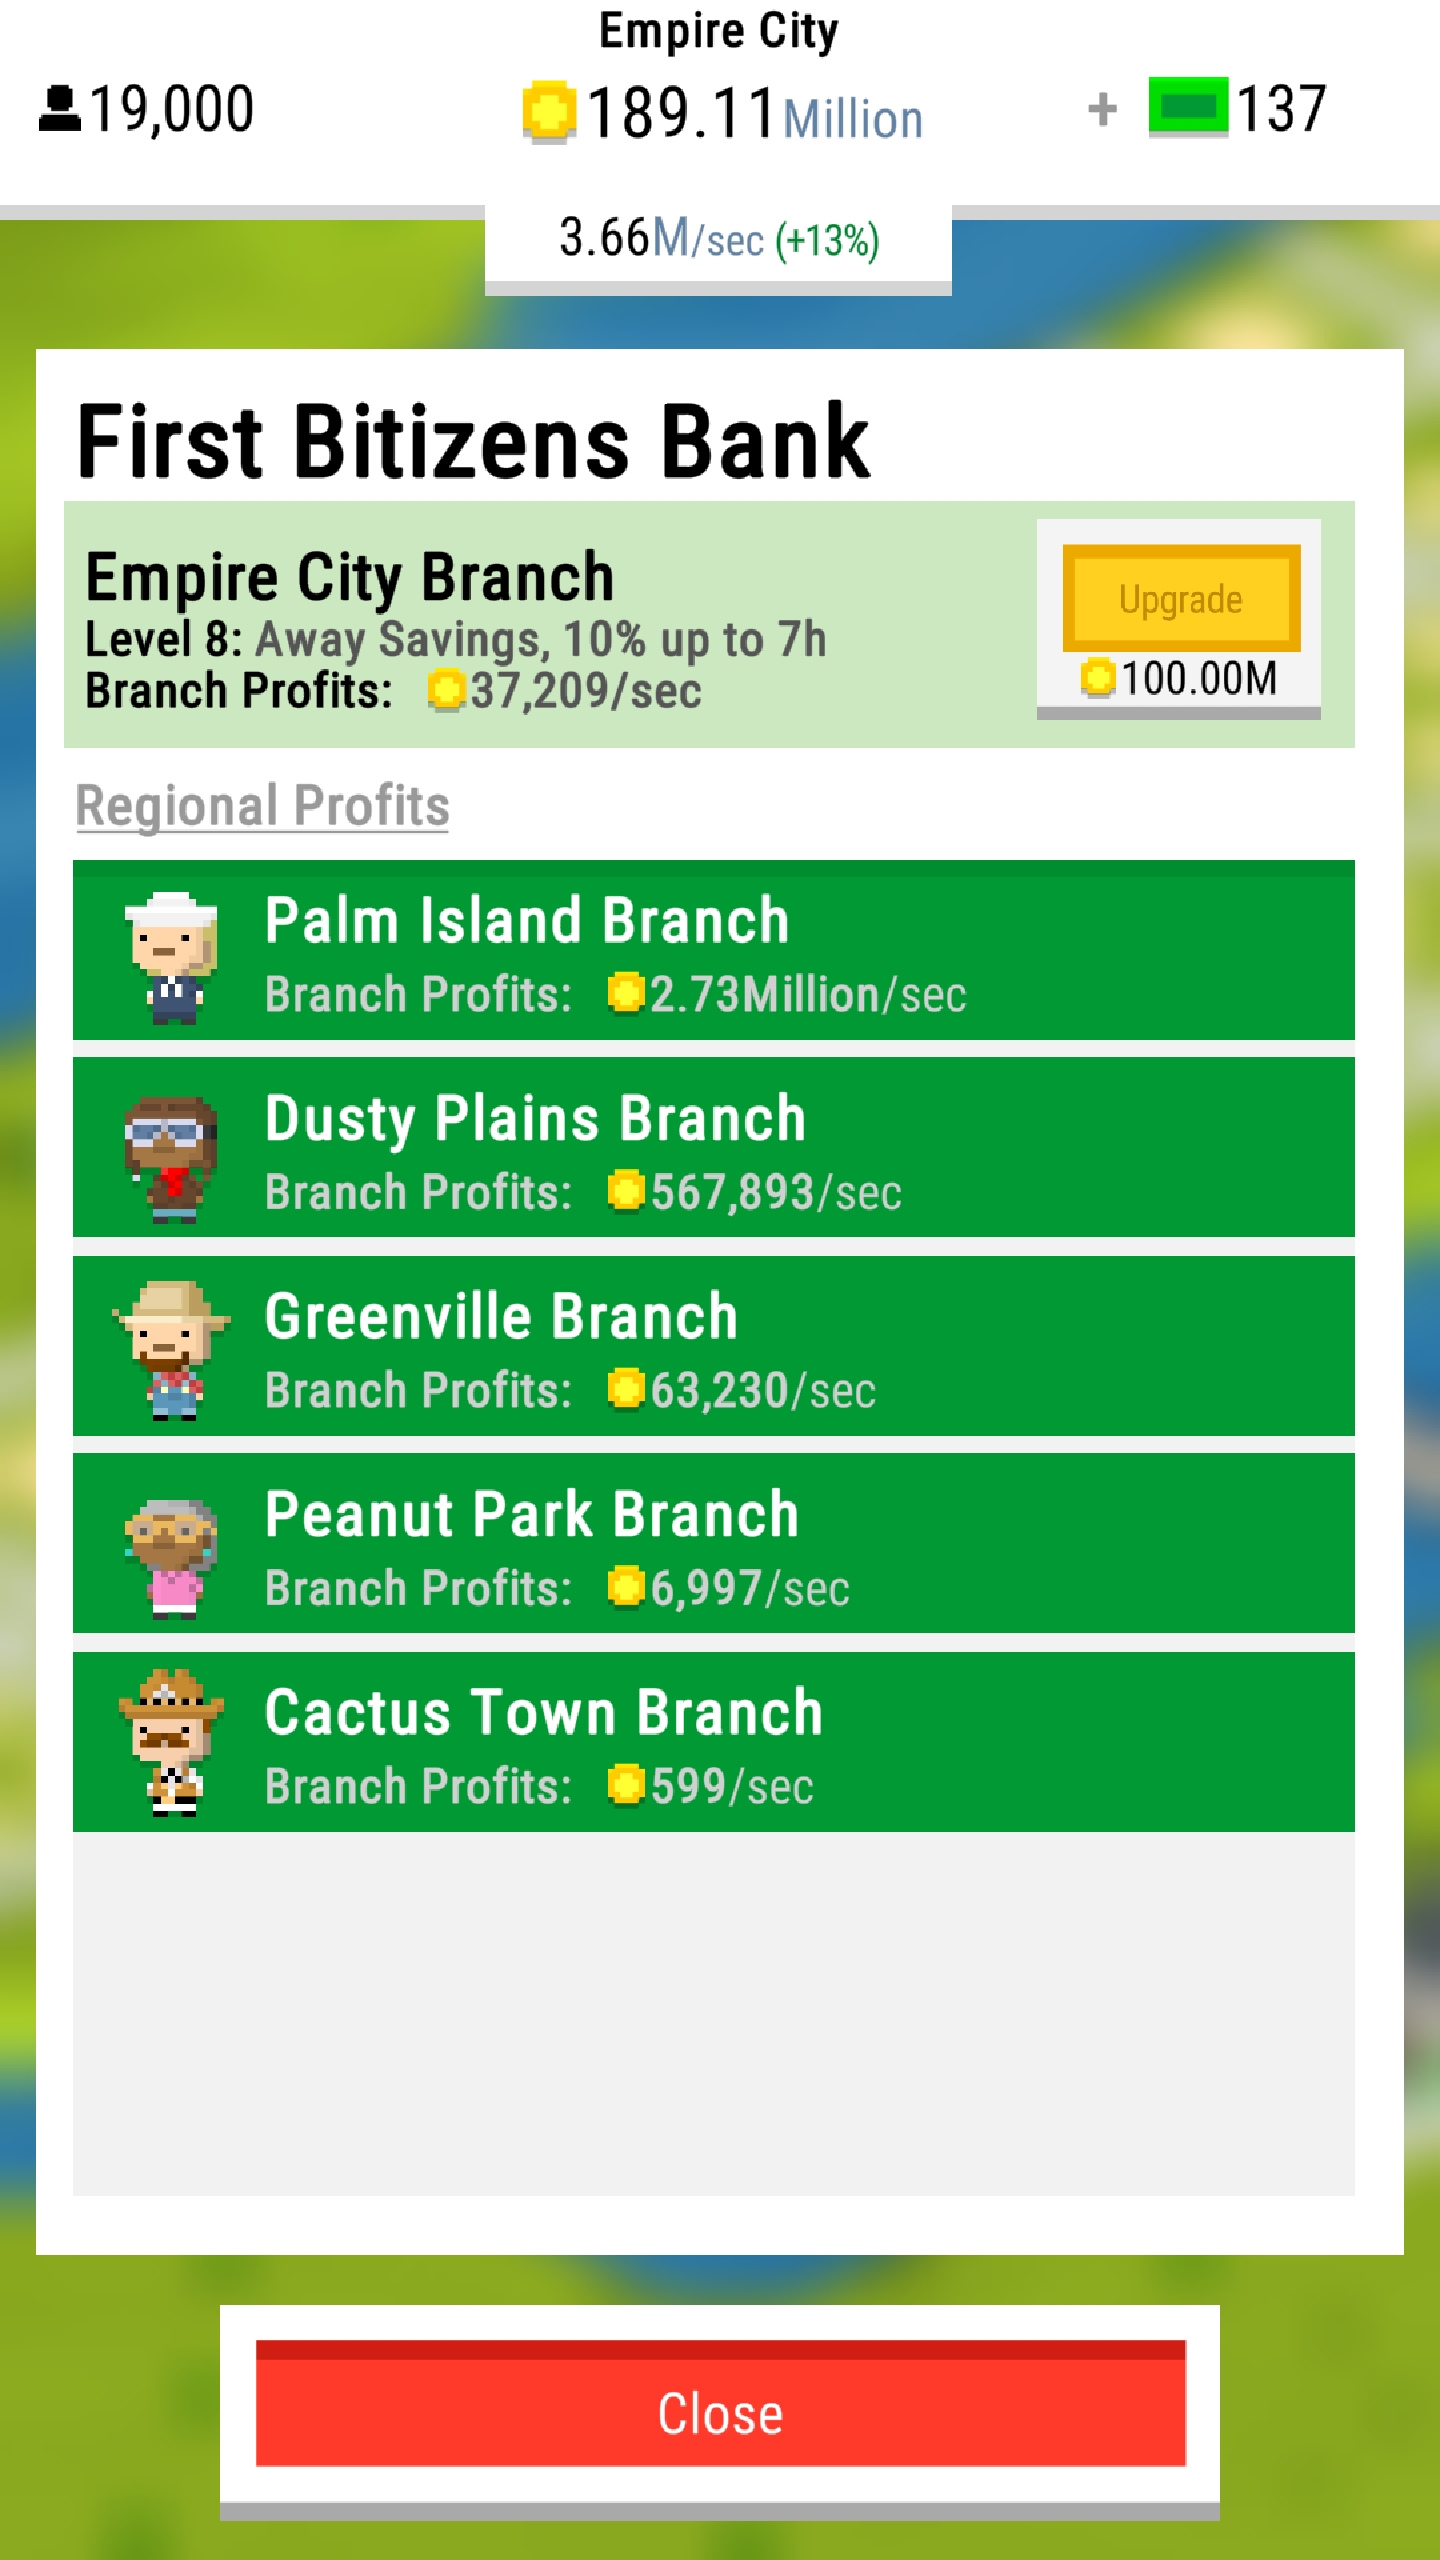 Empire City
19,000
189.11Million
+ 137
3.66M/sec (+13%)
First Bitizens Bank
Empire City Branch
Level 8: Away Savings, 10% up to 7h
Branch Profits: 37,209/sec
Upgrade
100.00M
Regional Profits
Palm Island Branch
Branch Profits: 2.73Million/sec
Dusty Plains Branch
Branch Profits: 567,893/sec
Greenville Branch
Branch Profits: 63,230/sec
Peanut Park Branch
Branch Profits: 6,997/sec
Cactus Town Branch
Branch Profits: 599/sec
Close